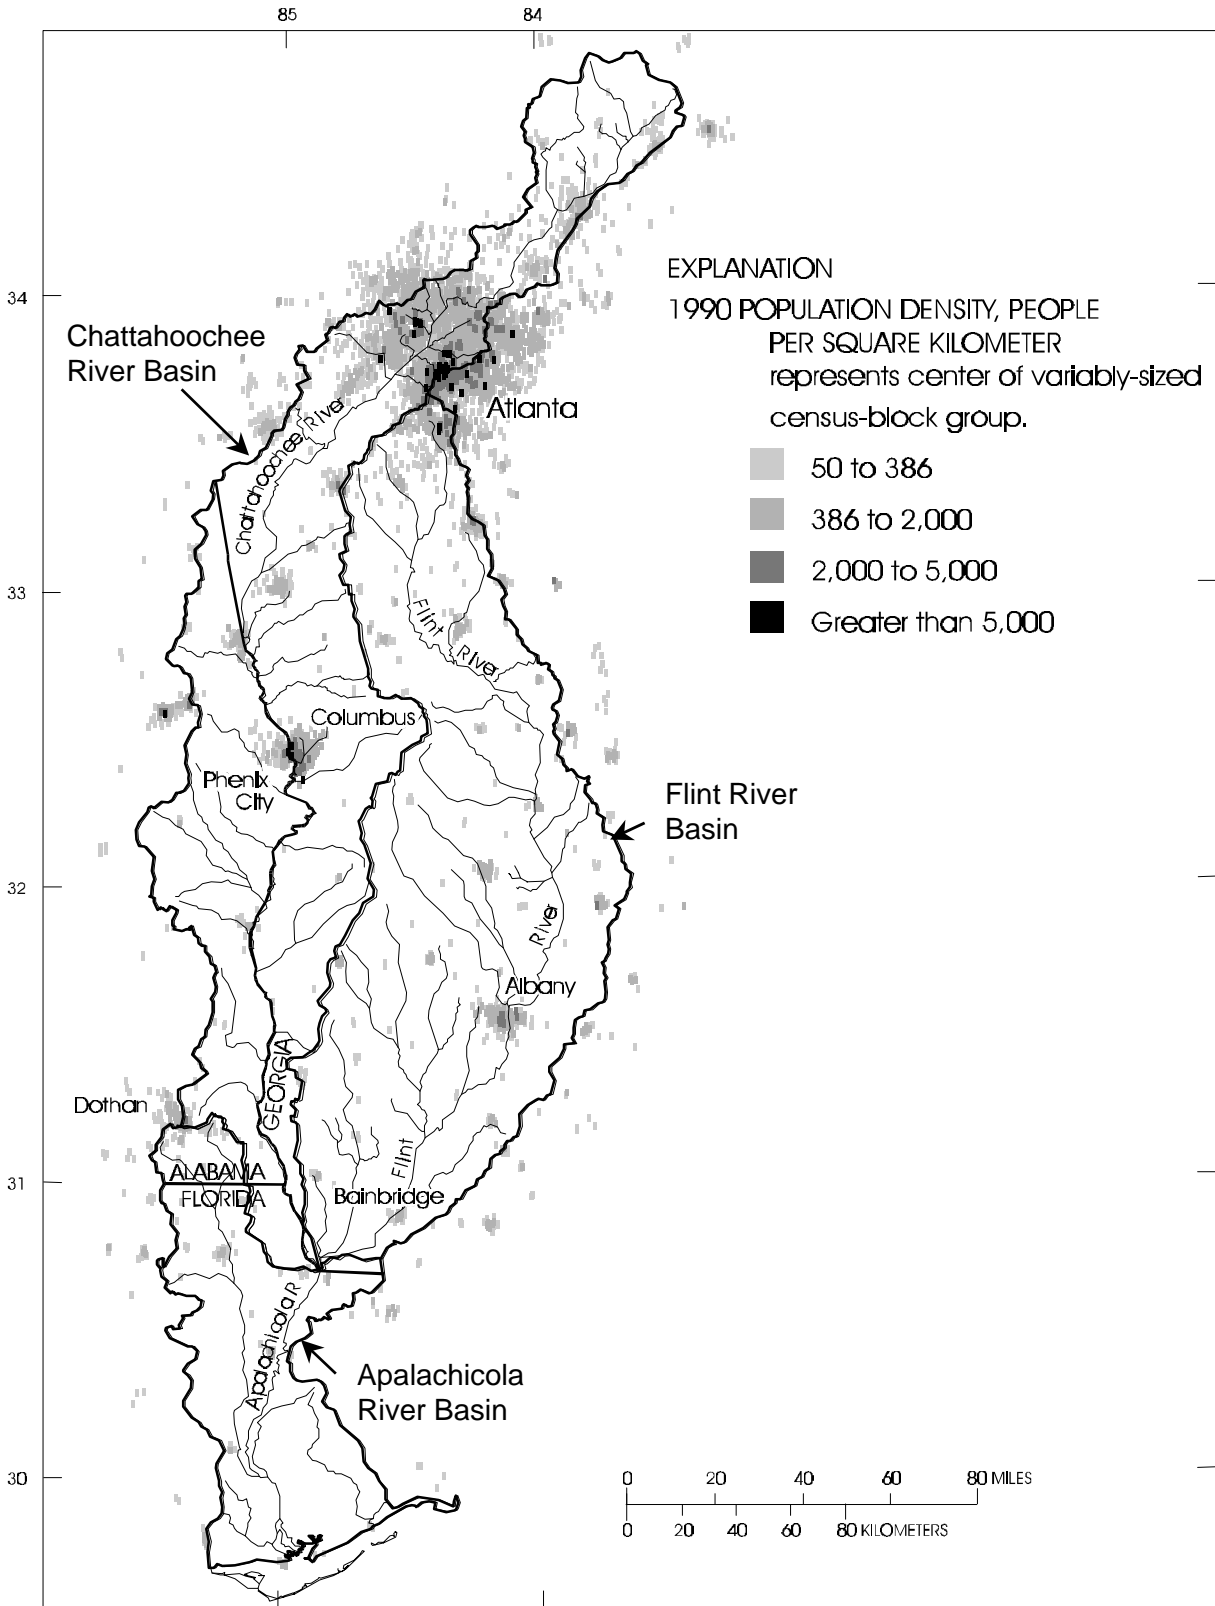 85
84
34
33
32
31
30
Chattahoochee
River Basin
EXPLANATION
1990 POPULATION DENSITY, PEOPLE
PER SQUARE KILOMETER
represents center of variably-sized
census-block group.
50 to 386
386 to 2,000
2,000 to 5,000
Greater than 5,000
Atlanta
Chattahoochee River
Flint
River
Columbus
Phenix
City
Flint River
Basin
River
Albany
GEORGIA
Dothan
ALABAMA
FLORIDA
Flint
Bainbridge
Apalachicola R
Apalachicola
River Basin
0 20 40 60 80 MILES
0 20 40 60 80 KILOMETERS